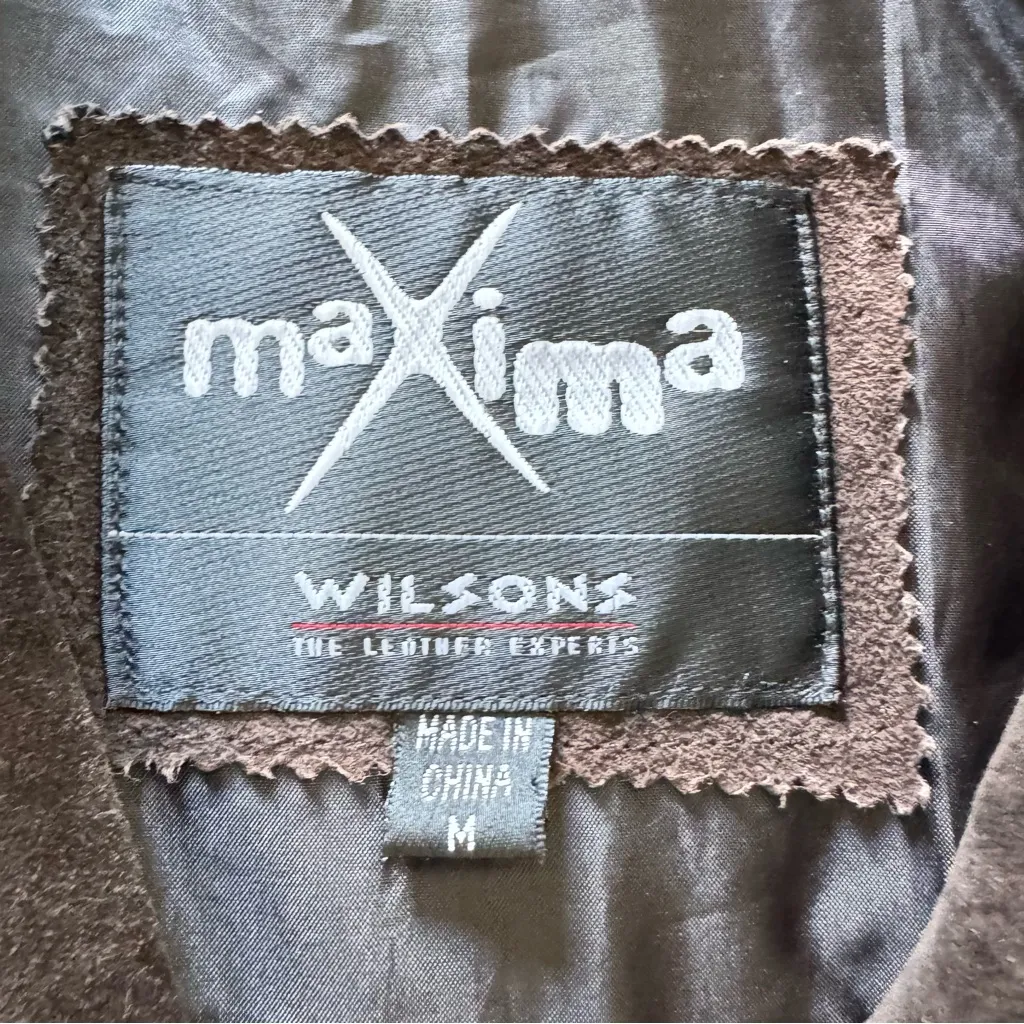 maXima
WILSONS
THE LEATHER EXPERTS
MADE IN
CHINA
M